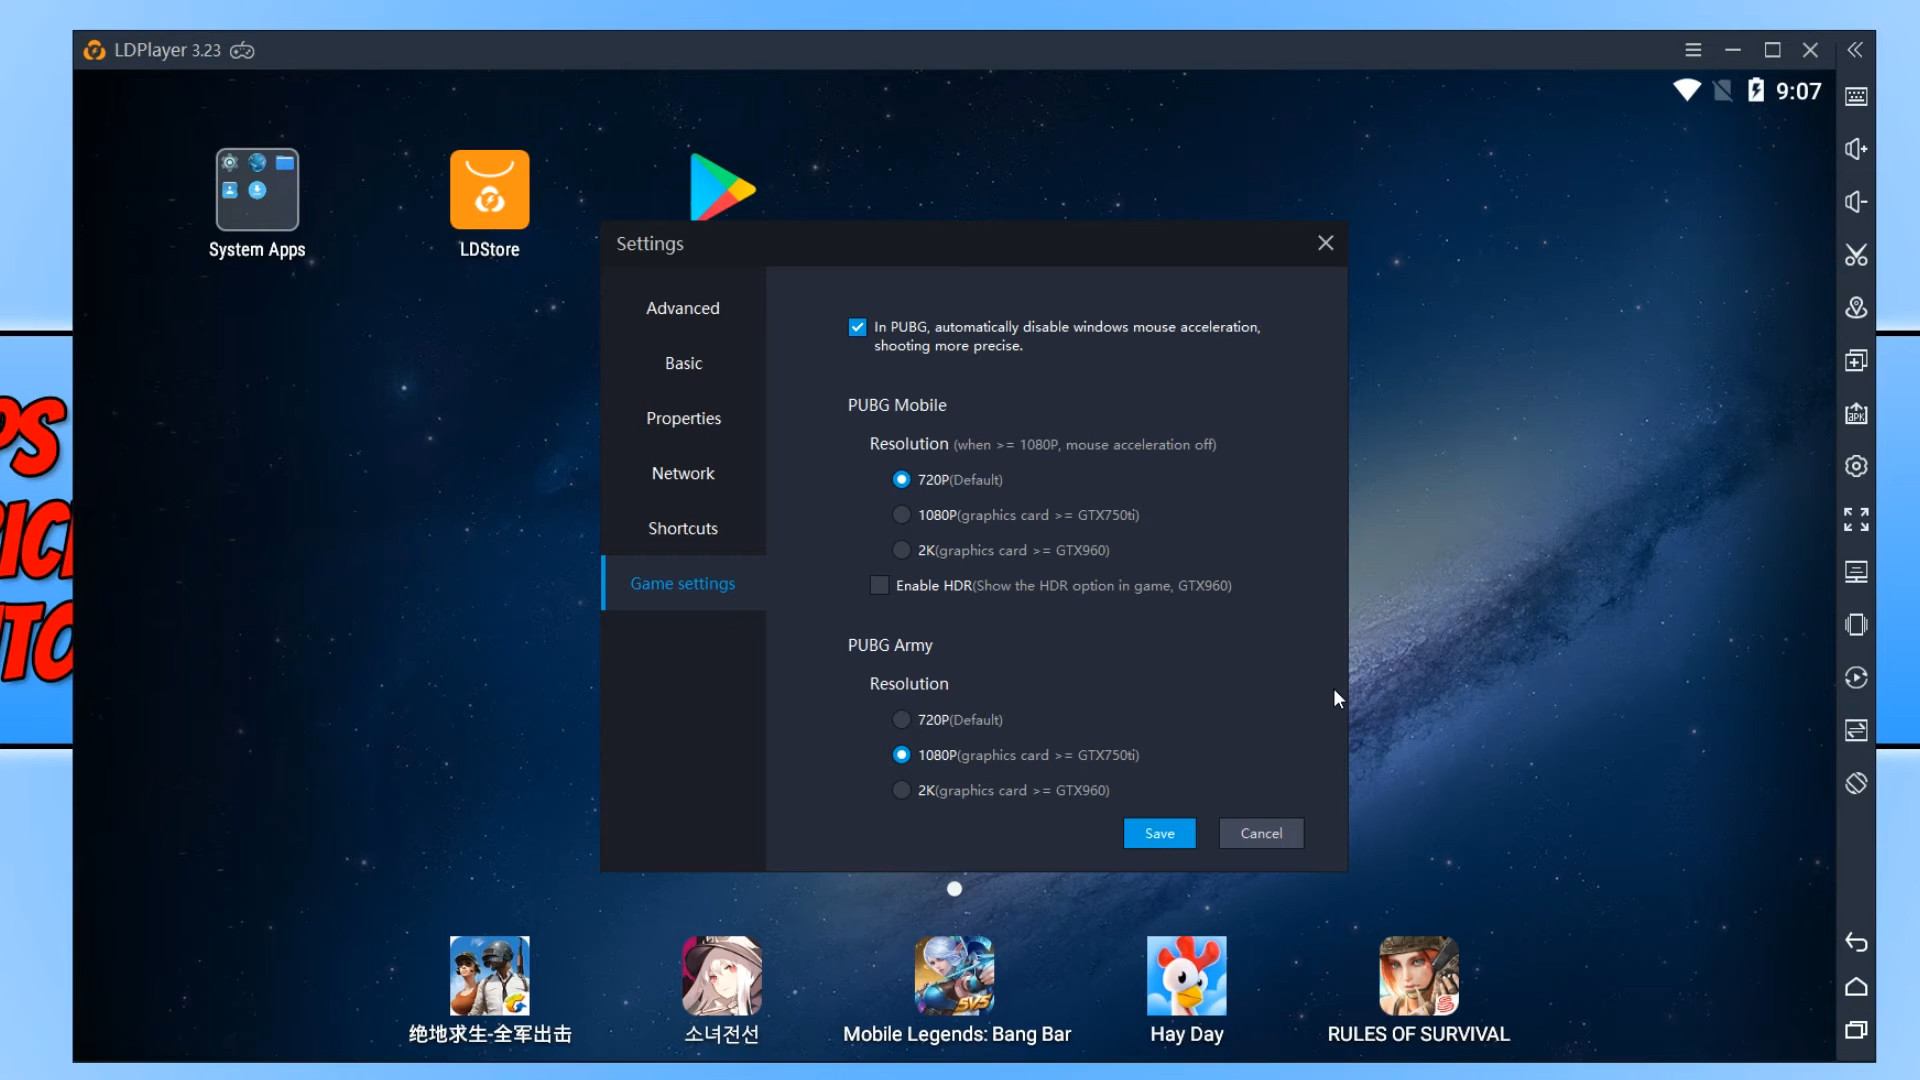 LDPlayer 3.23
9:07
System Apps
LDStore
Settings
Advanced
Basic
Properties
Network
Shortcuts
Game settings
In PUBG, automatically disable windows mouse acceleration,
shooting more precise.
PUBG Mobile
Resolution (when >= 1080P, mouse acceleration off)
720P(Default)
1080P(graphics card >= GTX750ti)
2K(graphics card >= GTX960)
Enable HDR(Show the HDR option in game, GTX960)
PUBG Army
Resolution
720P(Default)
1080P(graphics card >= GTX750ti)
2K(graphics card >= GTX960)
Save
Cancel
APK
5V5
绝地求生-全军出击
소녀전선
Mobile Legends: Bang Bar
Hay Day
RULES OF SURVIVAL